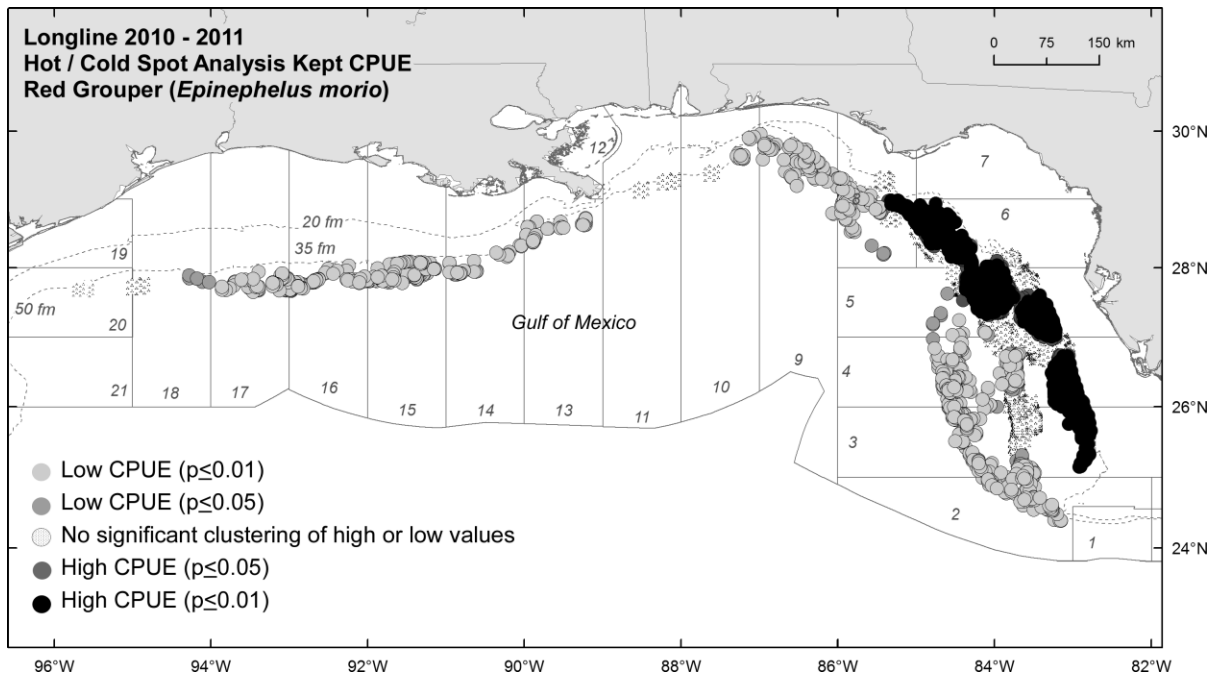 Longline 2010 - 2011
Hot / Cold Spot Analysis Kept CPUE
Red Grouper (Epinephelus morio)
0 75 150 km
30°N
28°N
26°N
24°N
12
7
8
6
20 fm
35 fm
19
50 fm
20
5
Gulf of Mexico
9
4
10
21
18
17
16
15
14
13
11
3
2
1
Low CPUE (p≤0.01)
Low CPUE (p≤0.05)
No significant clustering of high or low values
High CPUE (p≤0.05)
High CPUE (p≤0.01)
96°W 94°W 92°W 90°W 88°W 86°W 84°W 82°W